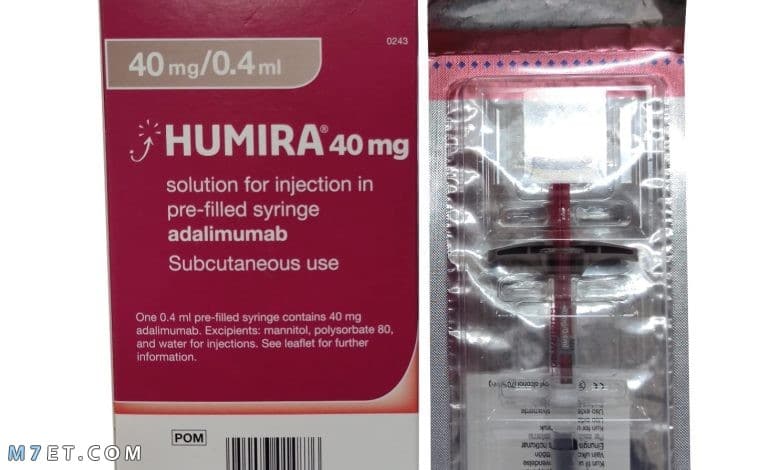 0243
40 mg/0.4 ml
HUMIRA® 40 mg
solution for injection in
pre-filled syringe
adalimumab
Subcutaneous use
One 0.4 ml pre-filled syringe contains 40 mg
adalimumab. Excipients: mannitol, polysorbate 80,
and water for injections. See leaflet for further
information.
POM
M7ET.COM